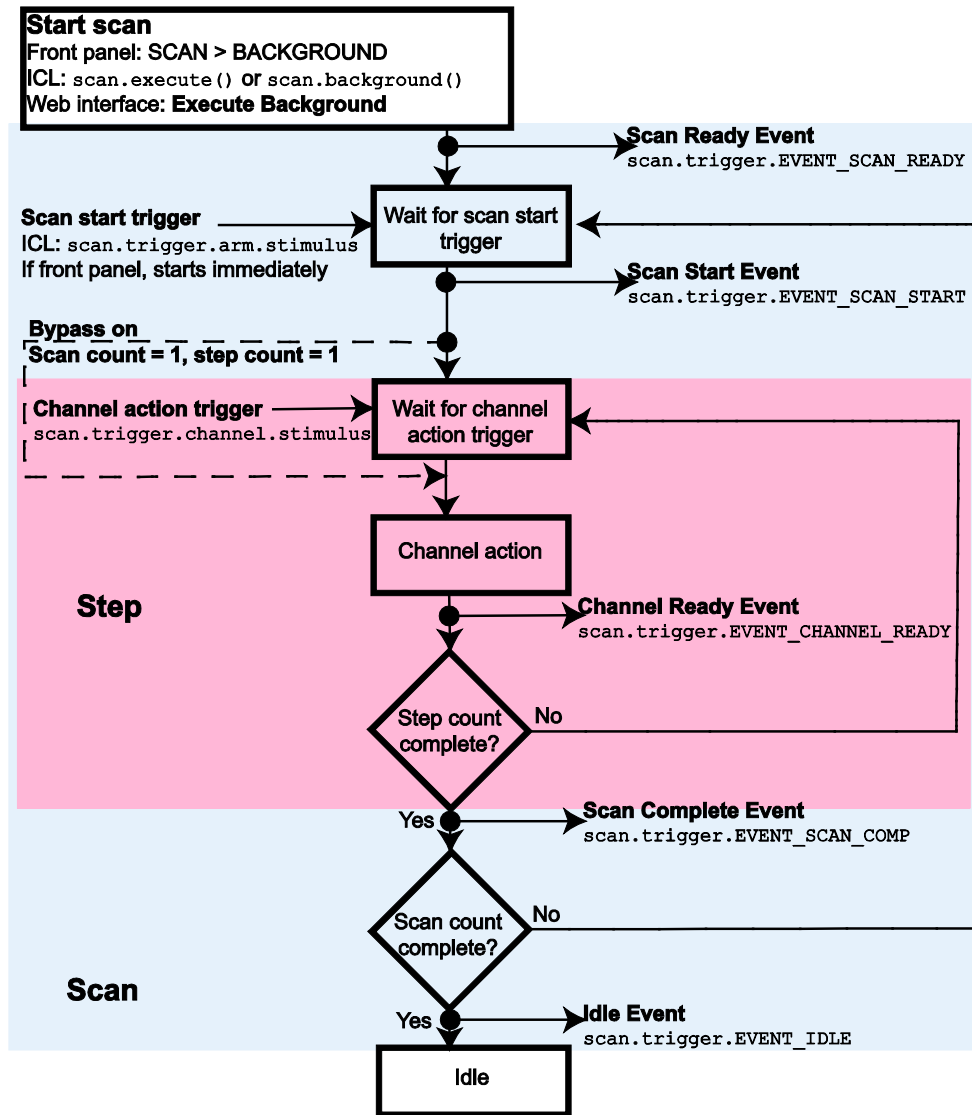 Start scan
Front panel: SCAN > BACKGROUND
ICL: scan.execute() or scan.background()
Web interface: Execute Background
Scan Ready Event
scan.trigger.EVENT_SCAN_READY
Wait for scan start
trigger
Scan start trigger
ICL: scan.trigger.arm.stimulus
If front panel, starts immediately
Scan Start Event
scan.trigger.EVENT_SCAN_START
Bypass on
Scan count = 1, step count = 1
Channel action trigger
scan.trigger.channel.stimulus
Wait for channel
action trigger
Channel action
Step
Channel Ready Event
scan.trigger.EVENT_CHANNEL_READY
Step count
complete?
No
Yes
Scan Complete Event
scan.trigger.EVENT_SCAN_COMP
Scan count
complete?
No
Scan
Yes
Idle Event
scan.trigger.EVENT_IDLE
Idle